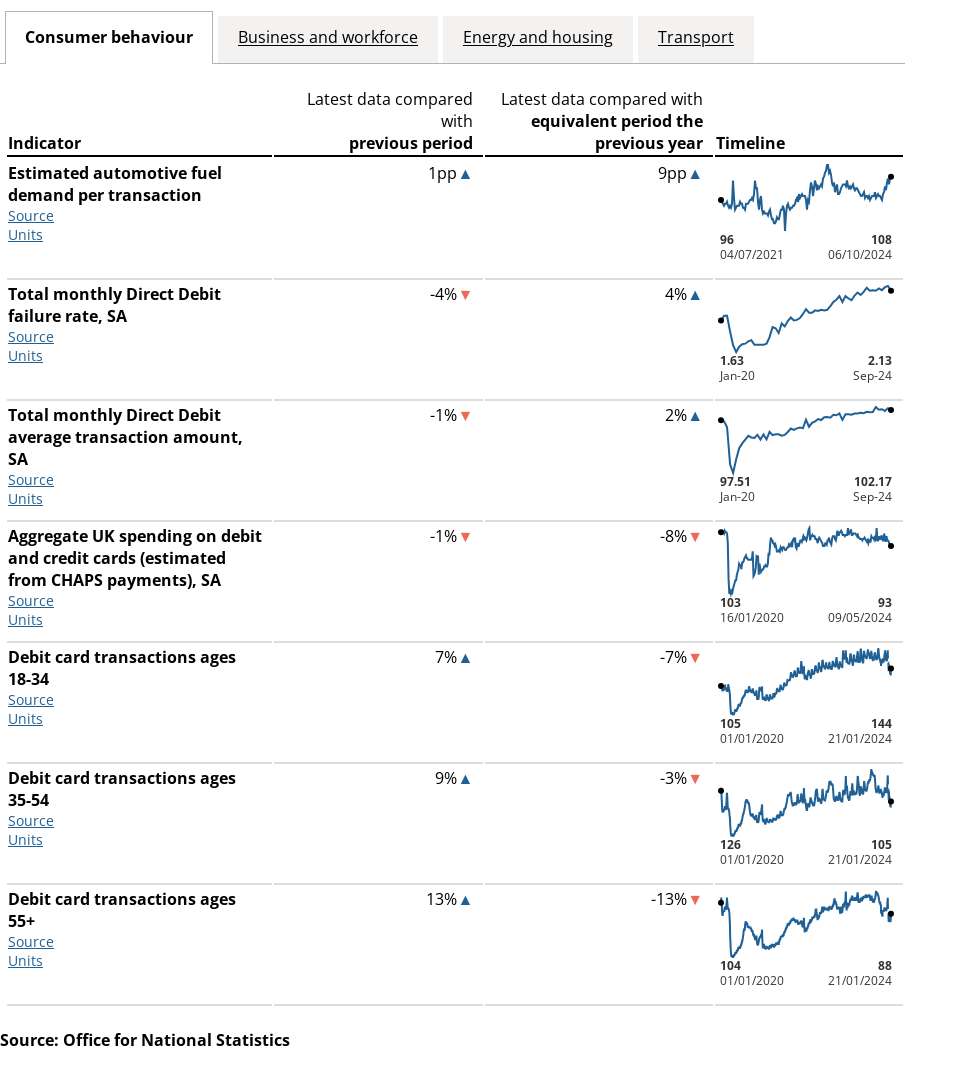 Consumer behaviour
Business and workforce
Energy and housing
Transport
Latest data compared
with
previous period
Latest data compared with
equivalent period the
previous year
Indicator
Timeline
Estimated automotive fuel
demand per transaction
Source
Units
1pp▲
9pp▲
96
108
04/07/2021
06/10/2024
Total monthly Direct Debit
failure rate, SA
Source
Units
-4%▼
4%▲
1.63
2.13
Jan-20
Sep-24
Total monthly Direct Debit
average transaction amount,
SA
Source
Units
-1%▼
2%▲
97.51
102.17
Jan-20
Sep-24
Aggregate UK spending on debit
and credit cards (estimated
from CHAPS payments), SA
Source
Units
-1%▼
-8%▼
103
93
16/01/2020
09/05/2024
Debit card transactions ages
18-34
Source
Units
7%▲
-7%▼
105
144
01/01/2020
21/01/2024
Debit card transactions ages
35-54
Source
Units
9%▲
-3%▼
126
105
01/01/2020
21/01/2024
Debit card transactions ages
55+
Source
Units
13%▲
-13%▼
104
88
01/01/2020
21/01/2024
Source: Office for National Statistics